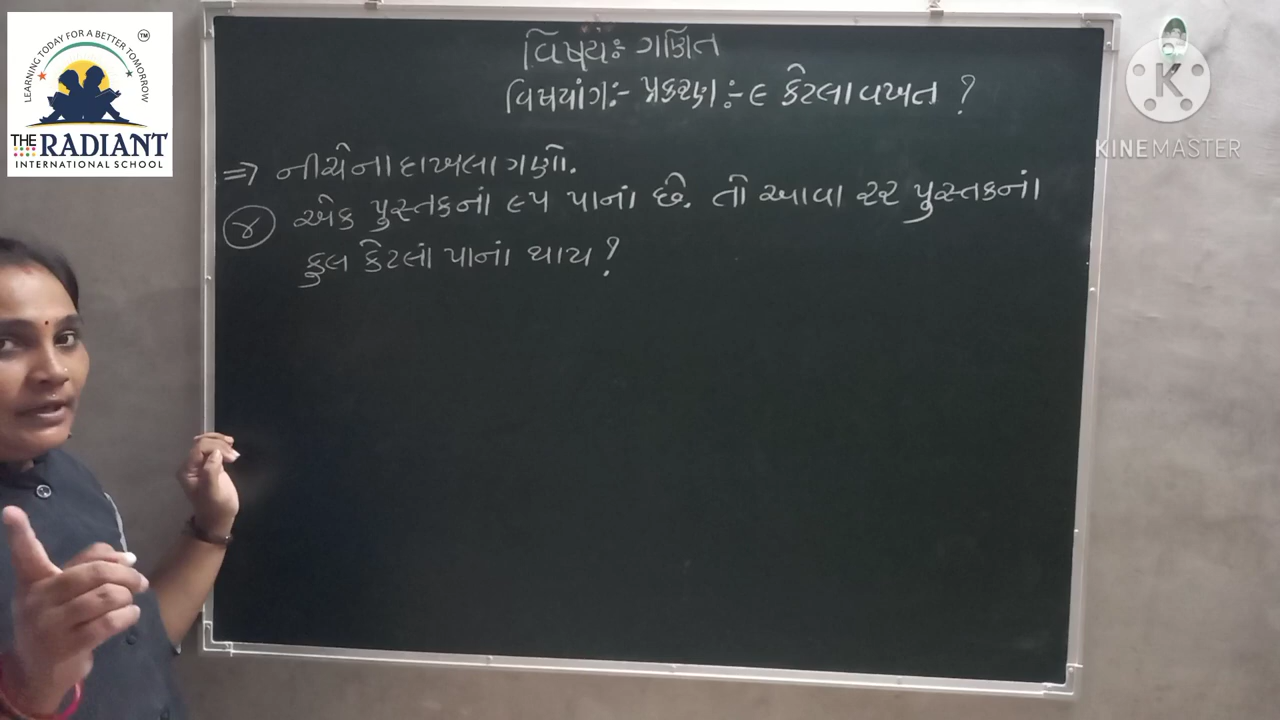 LEARNING TODAY FOR A BETTER TOMORROW
TM
THE RADIANT
INTERNATIONAL SCHOOL
K
KINEMASTER
વિષય:- ગણિત
વિષયાંગ:- પ્રકરણ:- ૯ કેટલા વખત ?
⇒ નીચેના દાખલા ગણો.
૪ એક પુસ્તકનાં ૯૫ પાનાં છે. તો આવા ૨૨ પુસ્તકનાં
કુલ કેટલાં પાનાં થાય ?